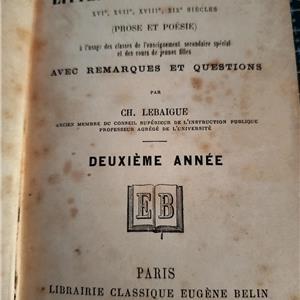 XVIe, XVIIe, XVIIIe, XIXe SIÈCLES
(PROSE ET POÉSIE)
à l'usage des classes de l'enseignement secondaire spécial
et des cours de jeunes filles
AVEC REMARQUES ET QUESTIONS
PAR
CH. LEBAIGUE
ANCIEN MEMBRE DU CONSEIL SUPÉRIEUR DE L'INSTRUCTION PUBLIQUE
PROFESSEUR AGRÉGÉ DE L'UNIVERSITÉ
DEUXIÈME ANNÉE
EB
PARIS
LIBRAIRIE CLASSIQUE EUGÈNE BELIN